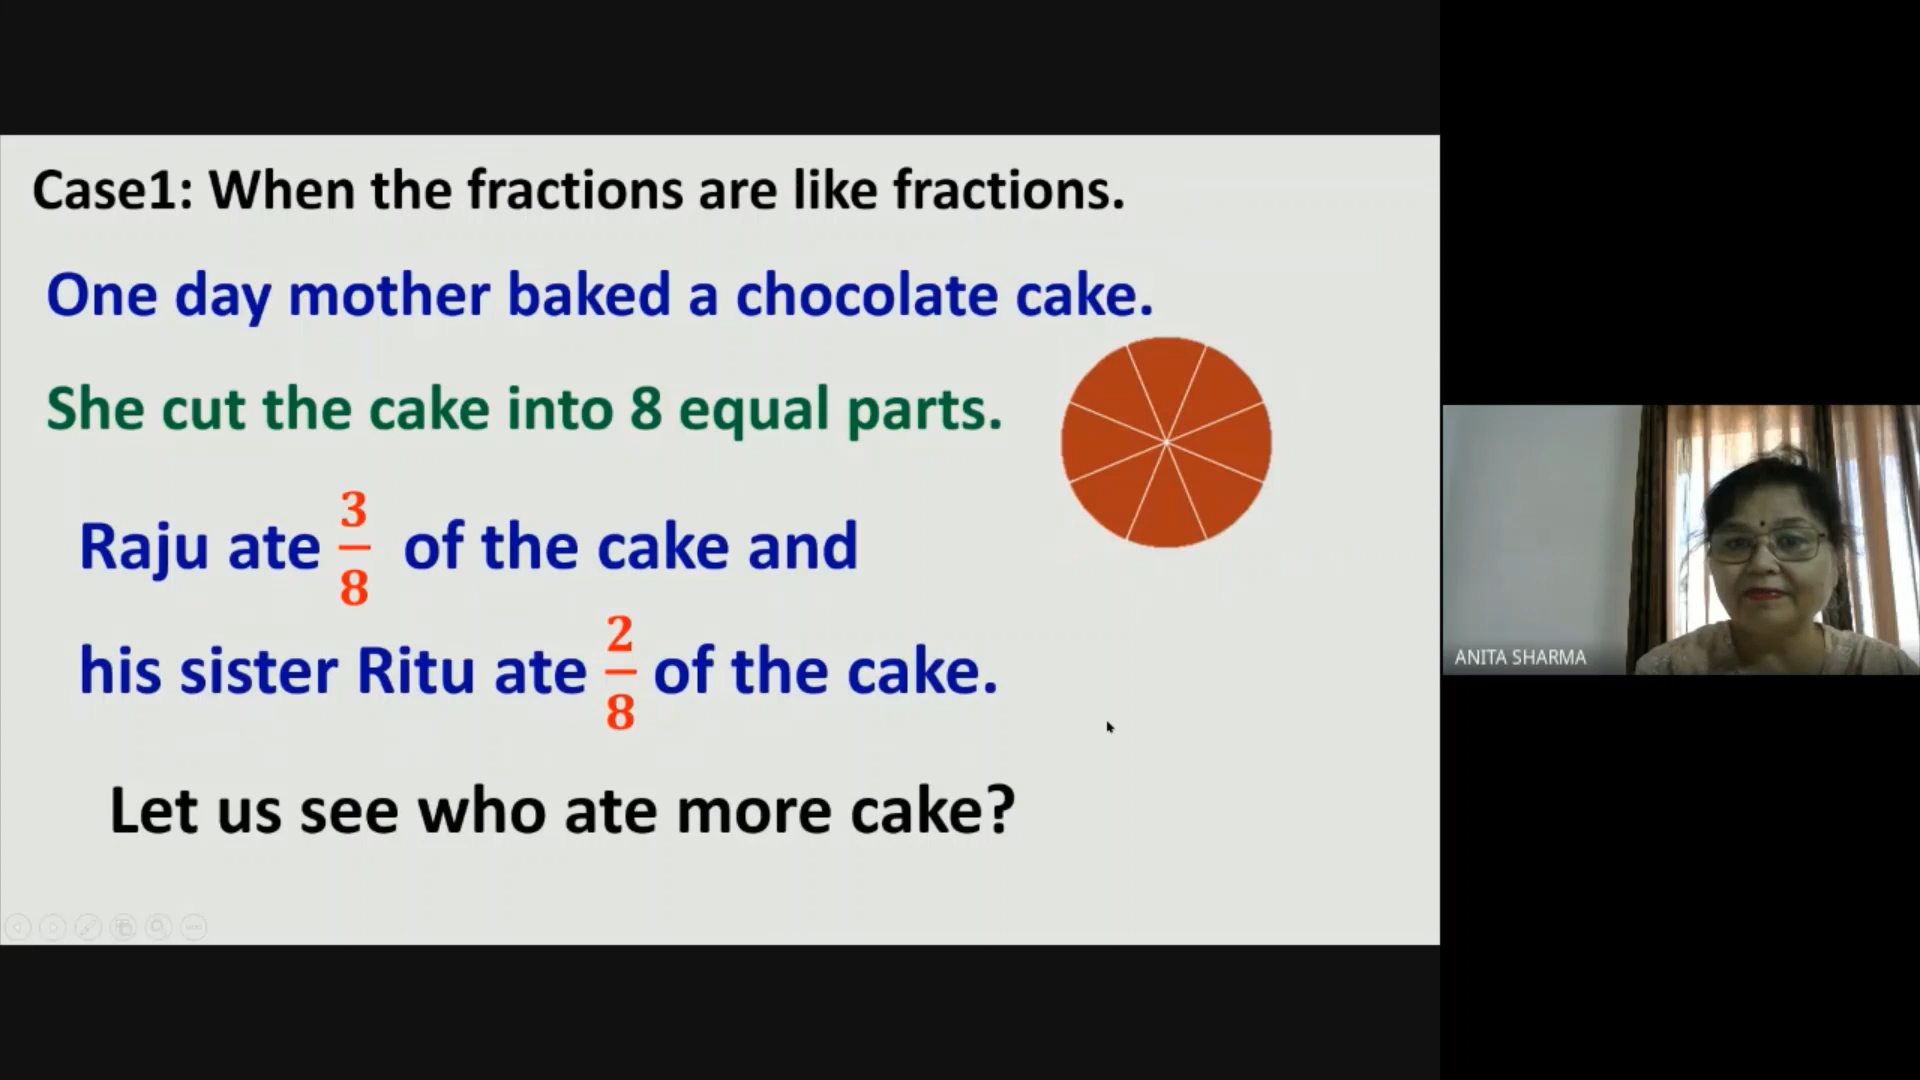 Case1: When the fractions are like fractions.
One day mother baked a chocolate cake.
She cut the cake into 8 equal parts.
Raju ate 3/8 of the cake and
his sister Ritu ate 2/8 of the cake.
Let us see who ate more cake?
ANITA SHARMA